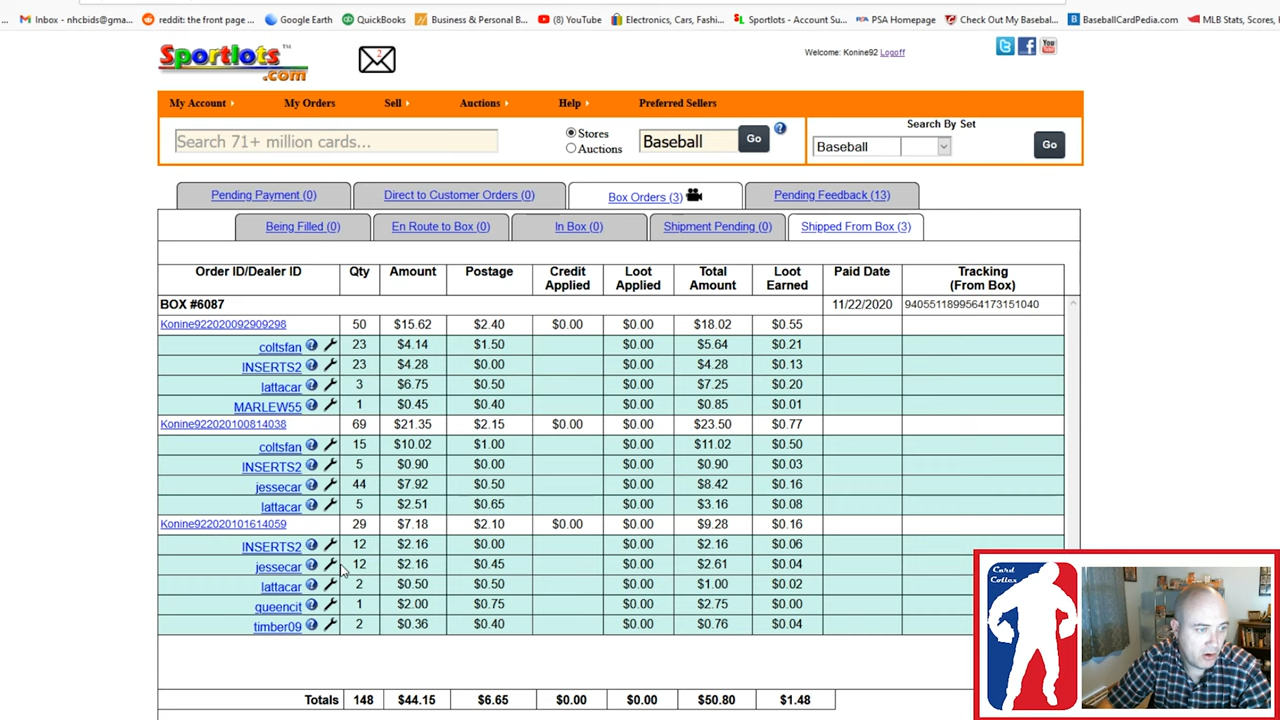 nhcbids@gma... reddit: the front page ... Google Earth QuickBooks Business & Personal B... (8) YouTube Electronics, Cars, Fashi... Sportlots - Account Su... PSA Homepage Check Out My Basebal... BaseballCardPedia.com MLB Stats, Scores, H
Sportlots™ .com 2 Welcome: Konine92 Logoff You
My Account My Orders Sell Auctions Help Preferred Sellers
Search 71+ million cards... Stores Auctions Baseball Go ? Search By Set Baseball Go
Pending Payment (0) Direct to Customer Orders (0) Box Orders (3) Pending Feedback (13)
Being Filled (0) En Route to Box (0) In Box (0) Shipment Pending (0) Shipped From Box (3)
Order ID/Dealer ID Qty Amount Postage Credit Applied Loot Applied Total Amount Loot Earned Paid Date Tracking (From Box)
BOX #6087 11/22/2020 9405511899564173151040
Konine922020092909298 50 $15.62 $2.40 $0.00 $0.00 $18.02 $0.55
coltsfan ? 23 $4.14 $1.50 $0.00 $5.64 $0.21
INSERTS2 ? 23 $4.28 $0.00 $0.00 $4.28 $0.13
lattacar ? 3 $6.75 $0.50 $0.00 $7.25 $0.20
MARLEW55 ? 1 $0.45 $0.40 $0.00 $0.85 $0.01
Konine922020100814038 69 $21.35 $2.15 $0.00 $0.00 $23.50 $0.77
coltsfan ? 15 $10.02 $1.00 $0.00 $11.02 $0.50
INSERTS2 ? 5 $0.90 $0.00 $0.00 $0.90 $0.03
jessecar ? 44 $7.92 $0.50 $0.00 $8.42 $0.16
lattacar ? 5 $2.51 $0.65 $0.00 $3.16 $0.08
Konine922020101614059 29 $7.18 $2.10 $0.00 $0.00 $9.28 $0.16
INSERTS2 ? 12 $2.16 $0.00 $0.00 $2.16 $0.06
jessecar ? 12 $2.16 $0.45 $0.00 $2.61 $0.04
lattacar ? 2 $0.50 $0.50 $0.00 $1.00 $0.02
queencit ? 1 $2.00 $0.75 $0.00 $2.75 $0.00
timber09 ? 2 $0.36 $0.40 $0.00 $0.76 $0.04
Totals 148 $44.15 $6.65 $0.00 $0.00 $50.80 $1.48
Card
Collex